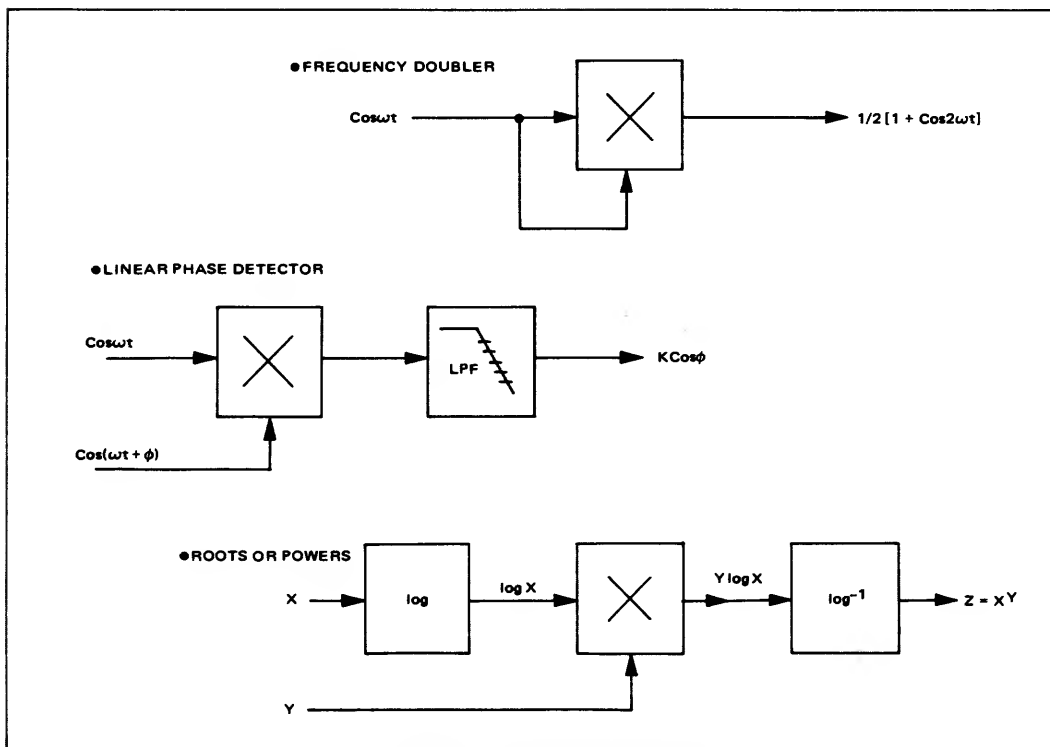 ●FREQUENCY DOUBLER
Cosωt
1/2 [1 + Cos2ωt]
●LINEAR PHASE DETECTOR
Cosωt
LPF
KCosϕ
Cos(ωt + ϕ)
●ROOTS OR POWERS
X
log
log X
Y log X
log⁻¹
Z = X^Y
Y